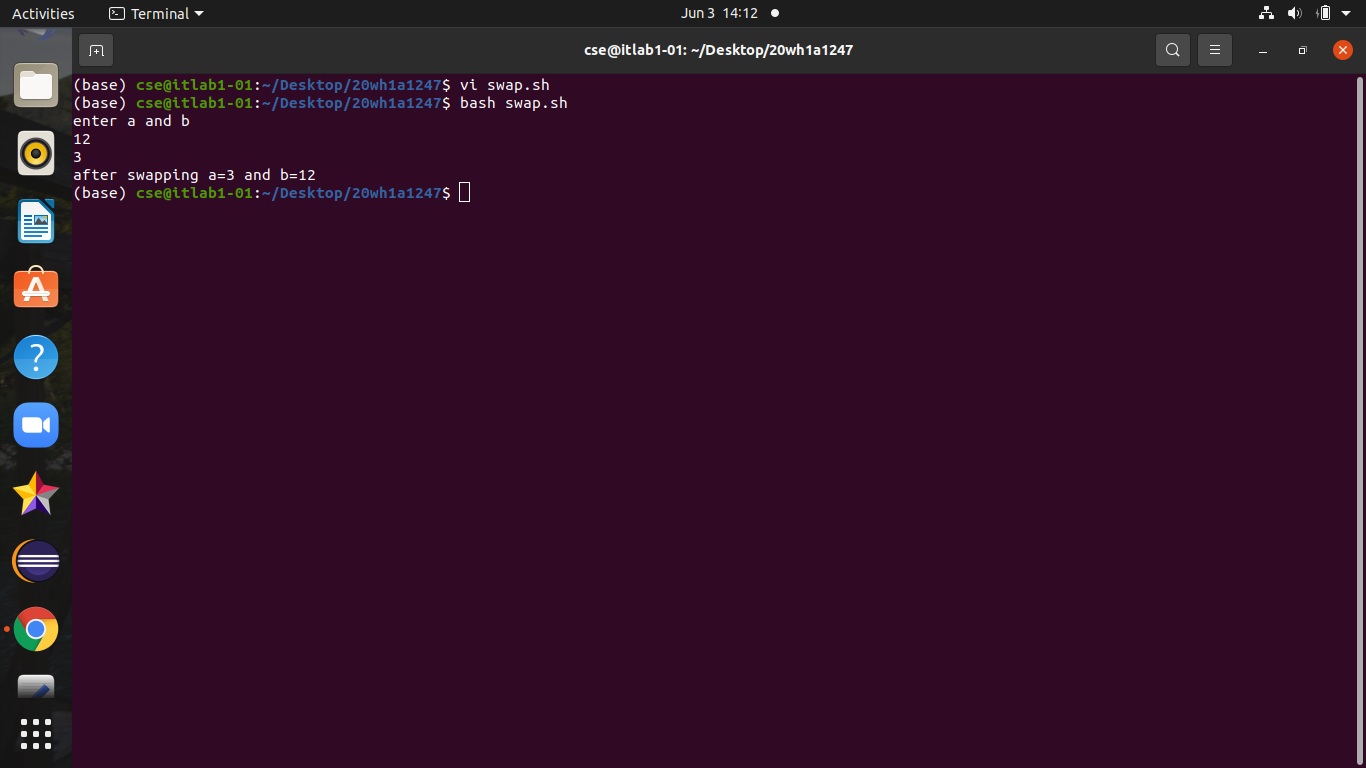 Activities Terminal Jun 3 14:12
cse@itlab1-01: ~/Desktop/20wh1a1247
(base) cse@itlab1-01:~/Desktop/20wh1a1247$ vi swap.sh
(base) cse@itlab1-01:~/Desktop/20wh1a1247$ bash swap.sh
enter a and b
12
3
after swapping a=3 and b=12
(base) cse@itlab1-01:~/Desktop/20wh1a1247$